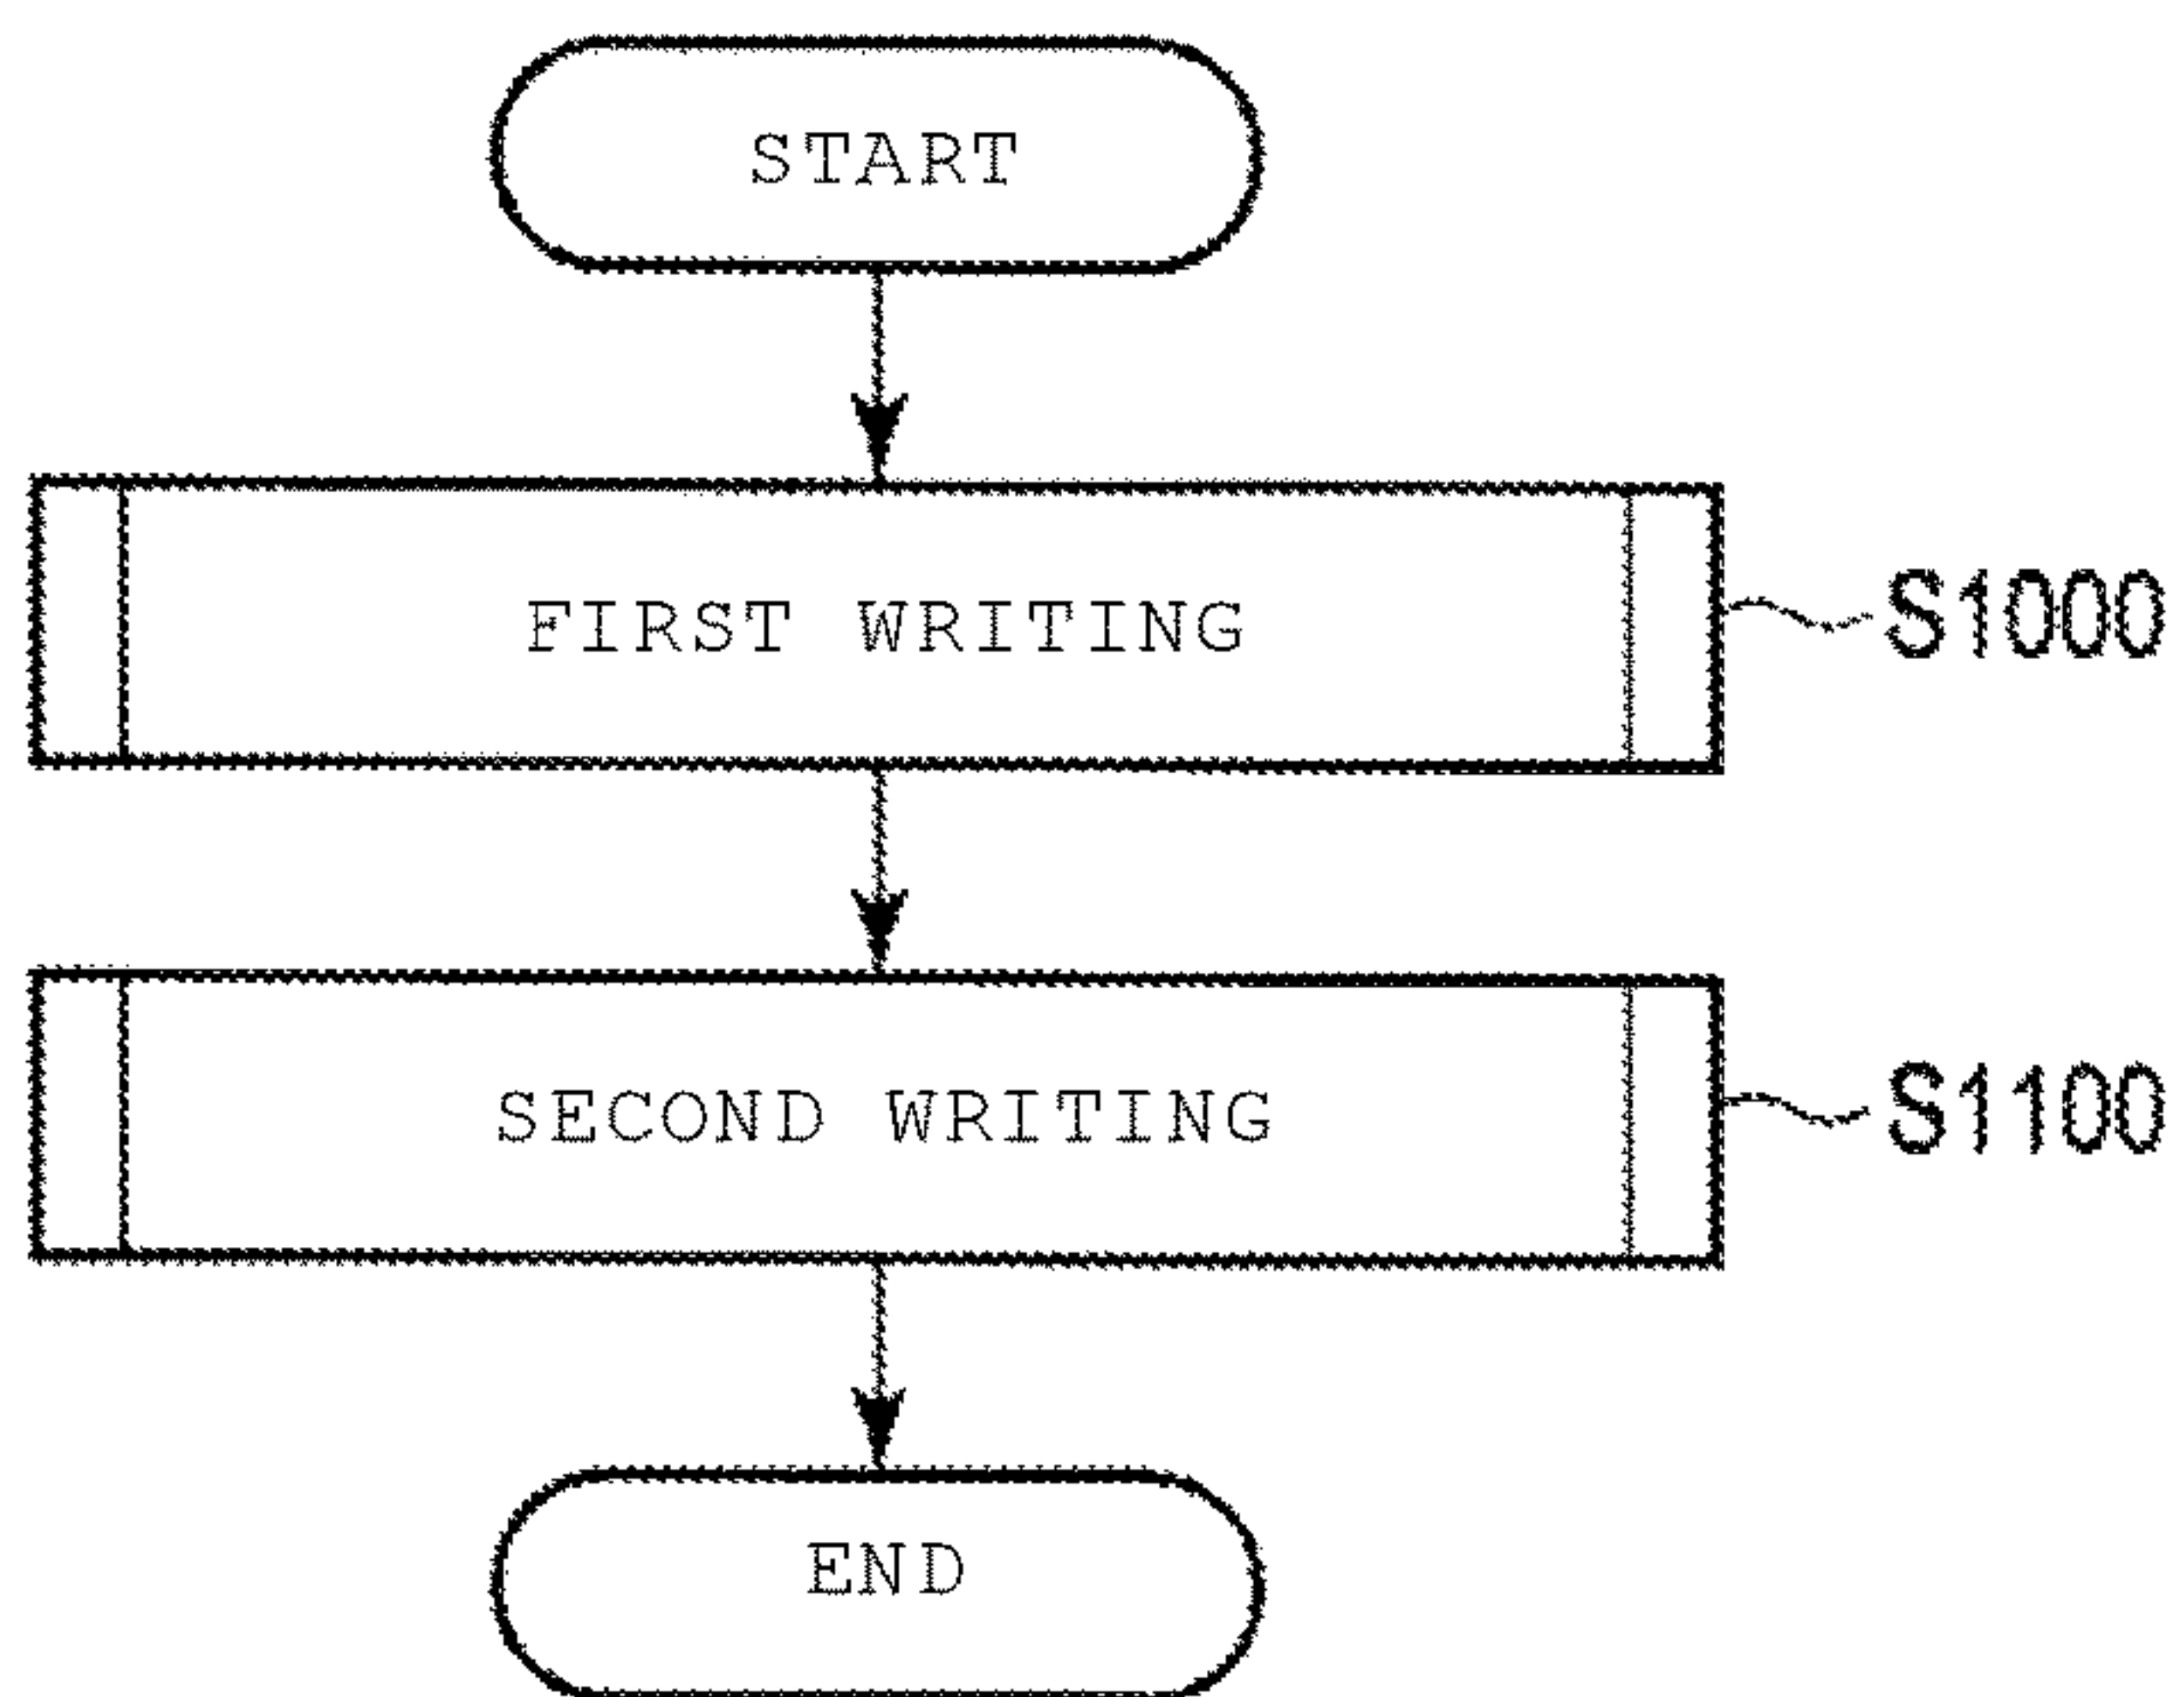 START
FIRST WRITING
S1000
SECOND WRITING
S1100
END